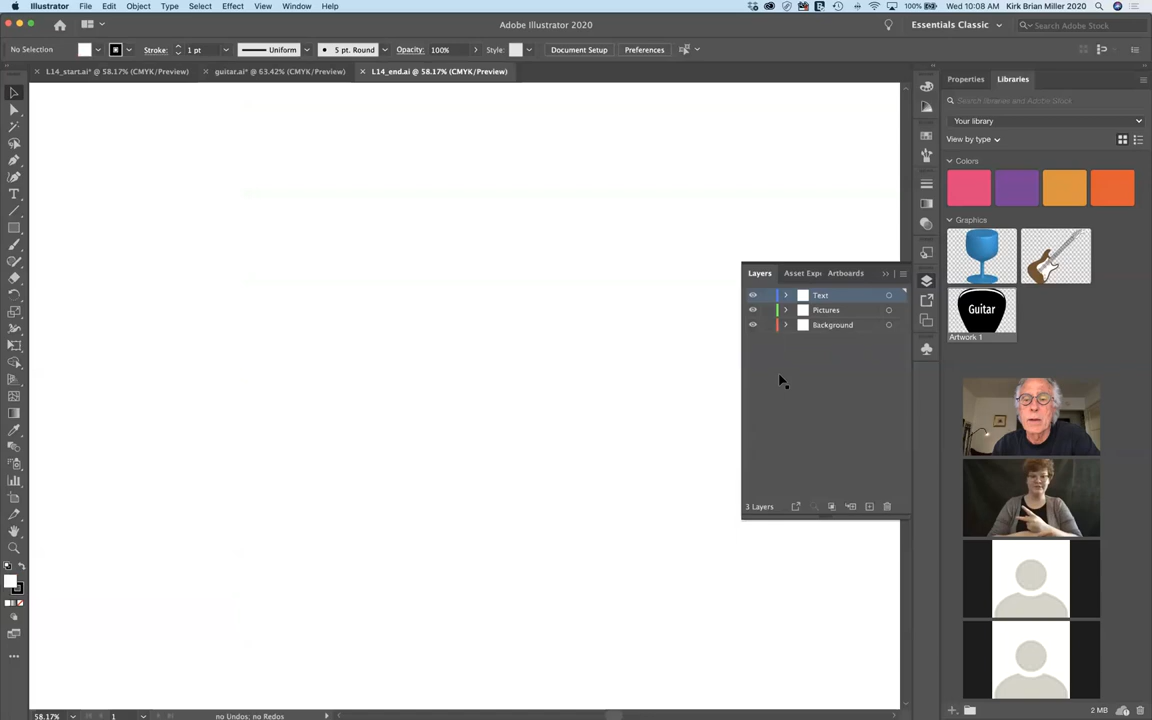 Illustrator File Edit Object Type Select Effect View Window Help
100% Wed 10:08 AM Kirk Brian Miller 2020
Adobe Illustrator 2020
Essentials Classic
Search Adobe Stock
No Selection Stroke: 1 pt Uniform 5 pt. Round Opacity: 100% Style: Document Setup Preferences
L14_start.ai* @ 58.17% (CMYK/Preview) guitar.ai* @ 63.42% (CMYK/Preview) L14_end.ai @ 58.17% (CMYK/Preview)
Properties Libraries
Search libraries and Adobe Stock
Your library
View by type
Colors
Graphics
Guitar
Artwork 1
Layers Asset Expo Artboards
Text
Pictures
Background
3 Layers
58.17% 1 no Undos; no Redos
2 MB